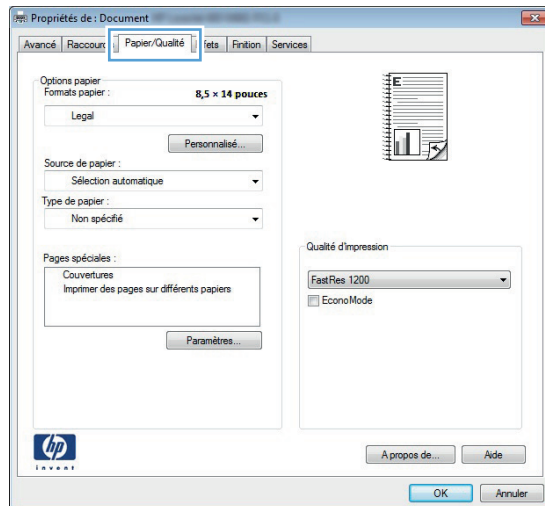 Propriétés de : Document
Avancé Papier/Qualité Finition Services
Options papier
Formats papier : 8,5 × 14 pouces
Legal
Personnalisé...
Source de papier :
Sélection automatique
Type de papier :
Non spécifié
Pages spéciales :
Couvertures
Imprimer des pages sur différents papiers
Paramètres...
E
Qualité d'impression
FastRes 1200
EconoMode
hp
invent
A propos de... Aide
OK Annuler